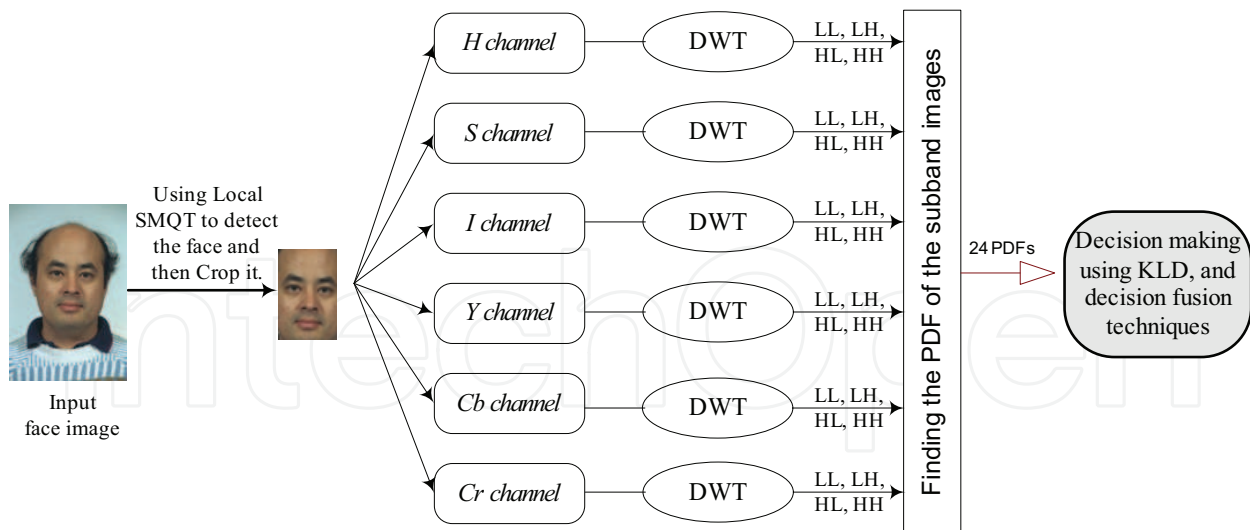 Using Local
SMQT to detect
the face and
then Crop it.
Input
face image
H channel
DWT
LL, LH,
HL, HH
S channel
DWT
LL, LH,
HL, HH
I channel
DWT
LL, LH,
HL, HH
Y channel
DWT
LL, LH,
HL, HH
Cb channel
DWT
LL, LH,
HL, HH
Cr channel
DWT
LL, LH,
HL, HH
Finding the PDF of the subband images
24 PDFs
Decision making
using KLD, and
decision fusion
techniques
IntechOpen